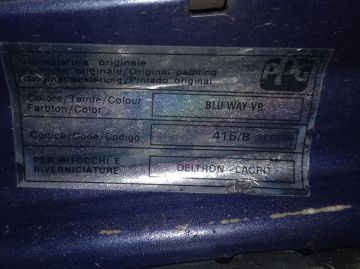 Verniciatura originale
Peinture originale/Original painting
Originallackierung/Pintado original
PPG
Colore/Teinte/Colour
Farbton/Color
BLU WAY VR
Codice/Code/Codigo
416/B
PER RITOCCHI E
RIVERNICIATURE
DELTRON - LACRU